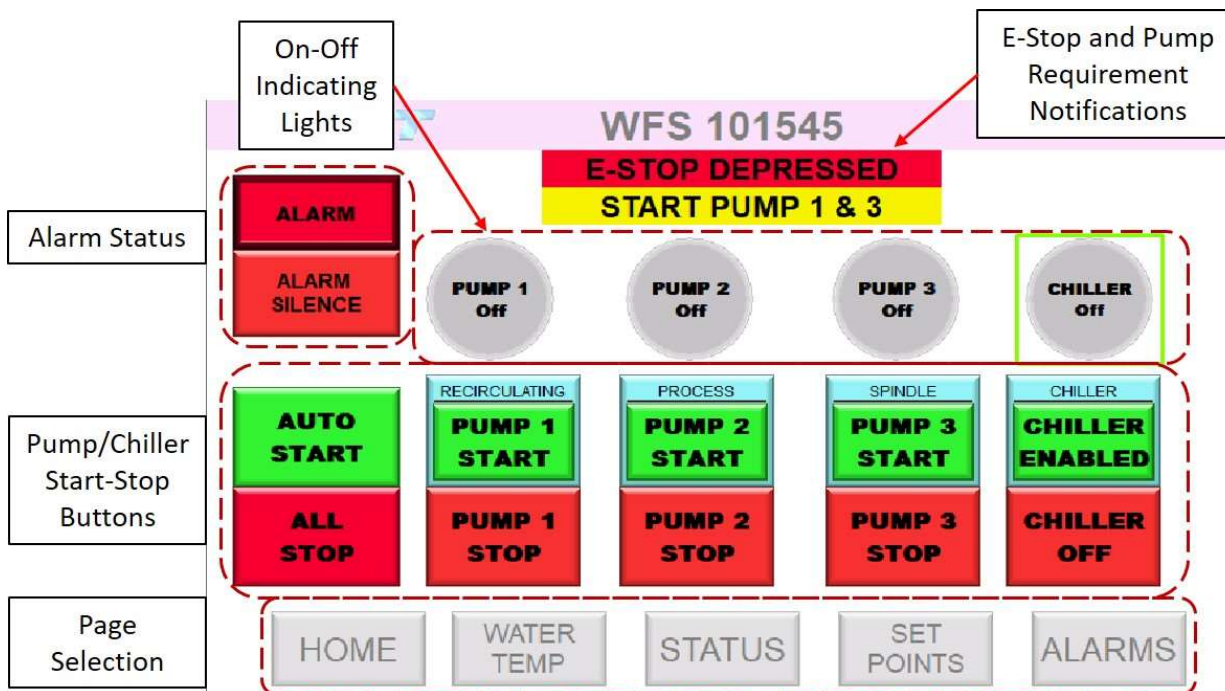 On-Off
Indicating
Lights
E-Stop and Pump
Requirement
Notifications
WFS 101545
E-STOP DEPRESSED
START PUMP 1 & 3
Alarm Status
ALARM
ALARM
SILENCE
PUMP 1
Off
PUMP 2
Off
PUMP 3
Off
CHILLER
Off
Pump/Chiller
Start-Stop
Buttons
AUTO
START
RECIRCULATING
PUMP 1
START
PROCESS
PUMP 2
START
SPINDLE
PUMP 3
START
CHILLER
CHILLER
ENABLED
ALL
STOP
PUMP 1
STOP
PUMP 2
STOP
PUMP 3
STOP
CHILLER
OFF
Page
Selection
HOME
WATER
TEMP
STATUS
SET
POINTS
ALARMS